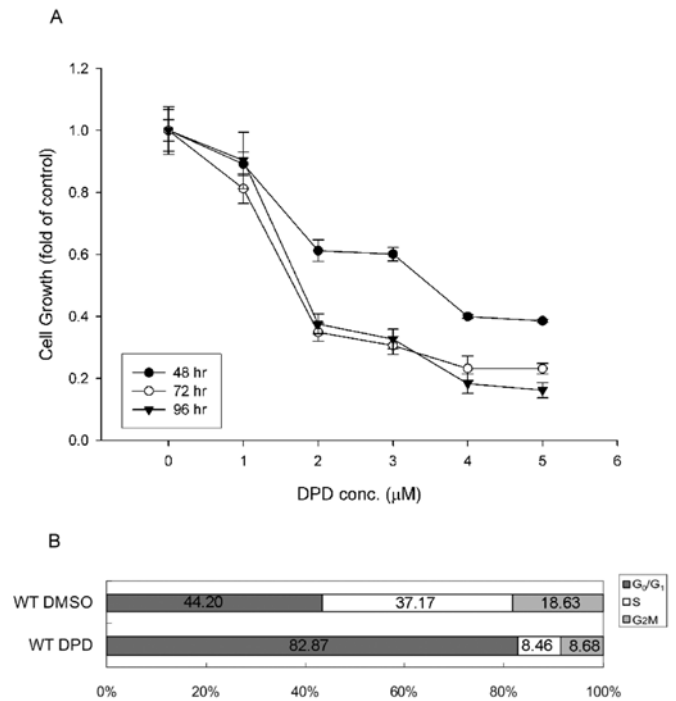 A
Cell Growth (fold of control)
1.2
1.0
0.8
0.6
0.4
0.2
0.0
48 hr
72 hr
96 hr
0 1 2 3 4 5 6
DPD conc. (μM)
B
G₀/G₁
S
G2M
WT DMSO 44.20 37.17 18.63
WT DPD 82.87 8.46 8.68
0% 20% 40% 60% 80% 100%